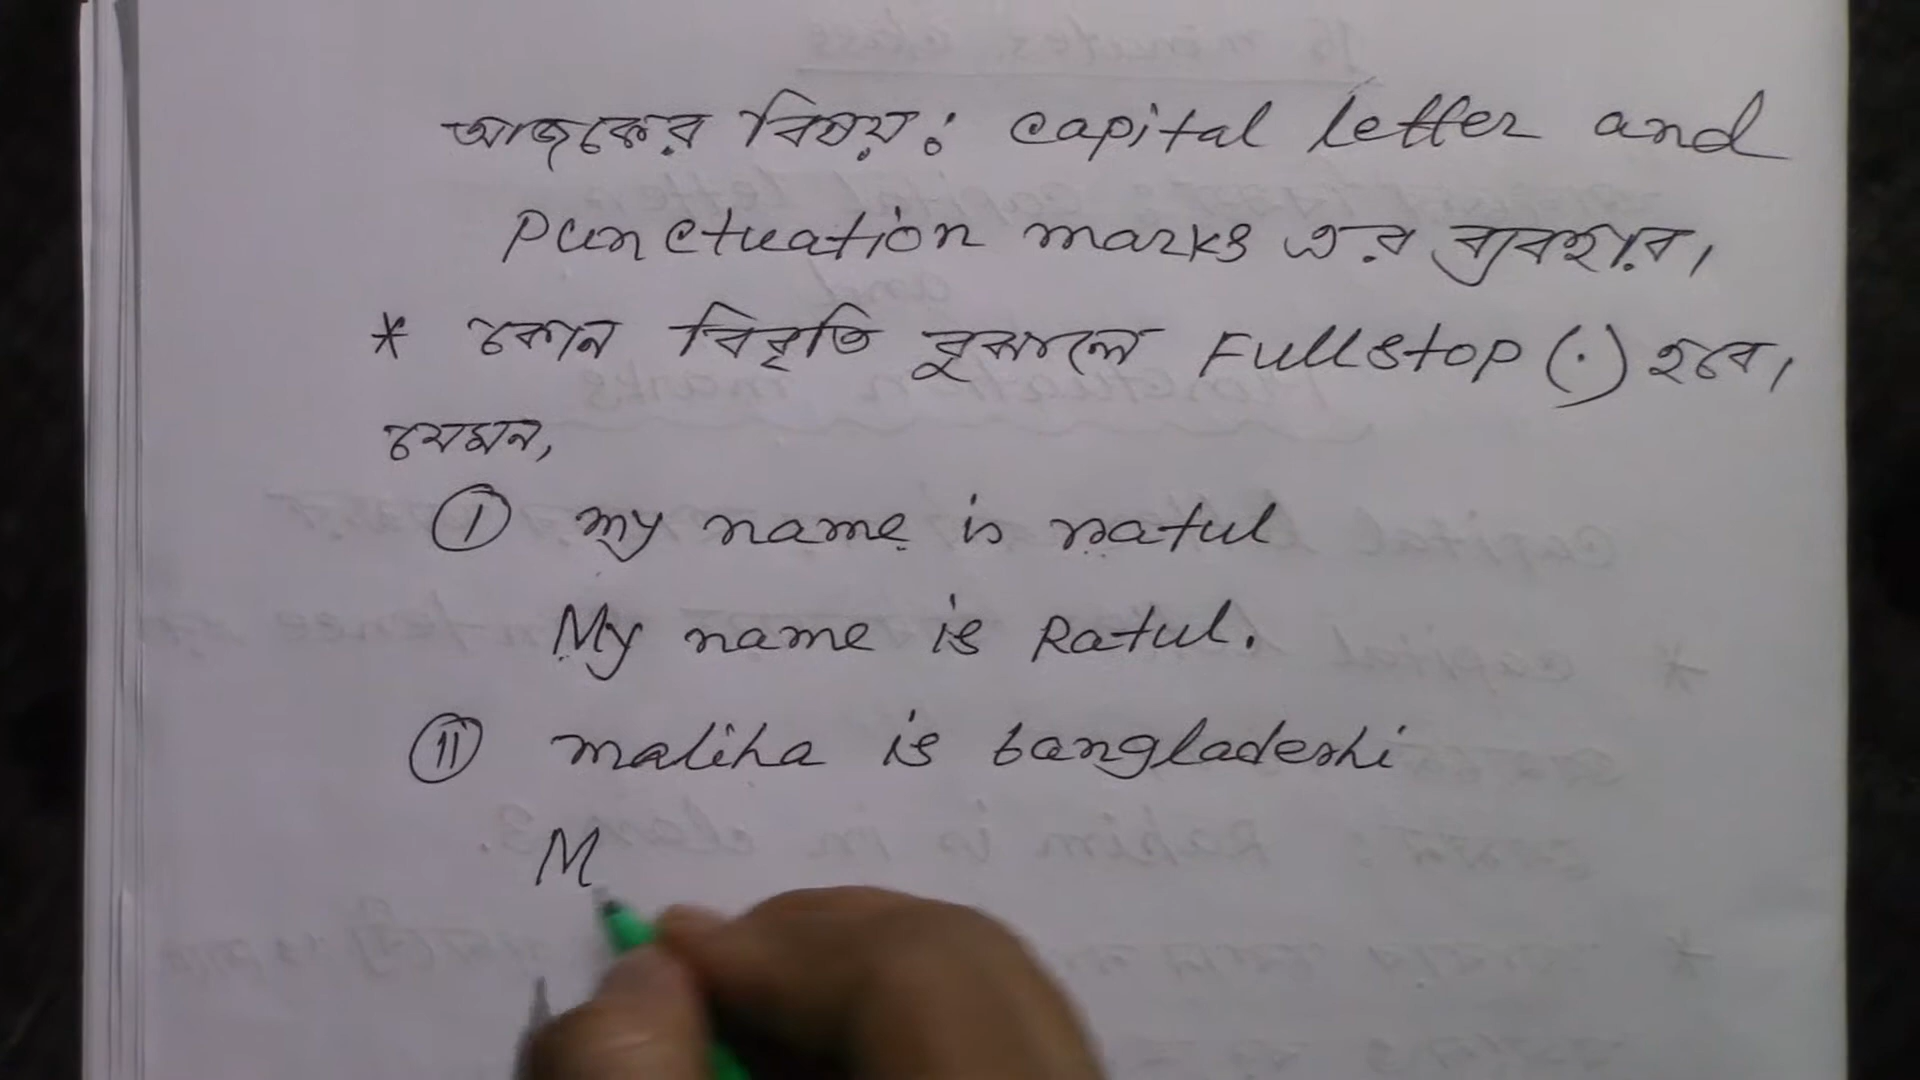 আজকের বিষয়: capital letter and
Punctuation marks এর ব্যবহার।
* কোন বিবৃতি বুঝালে Fullstop (.) হবে।
যেমন,
(I) my name is ratul
My name is Ratul.
(II) maliha is bangladeshi
M